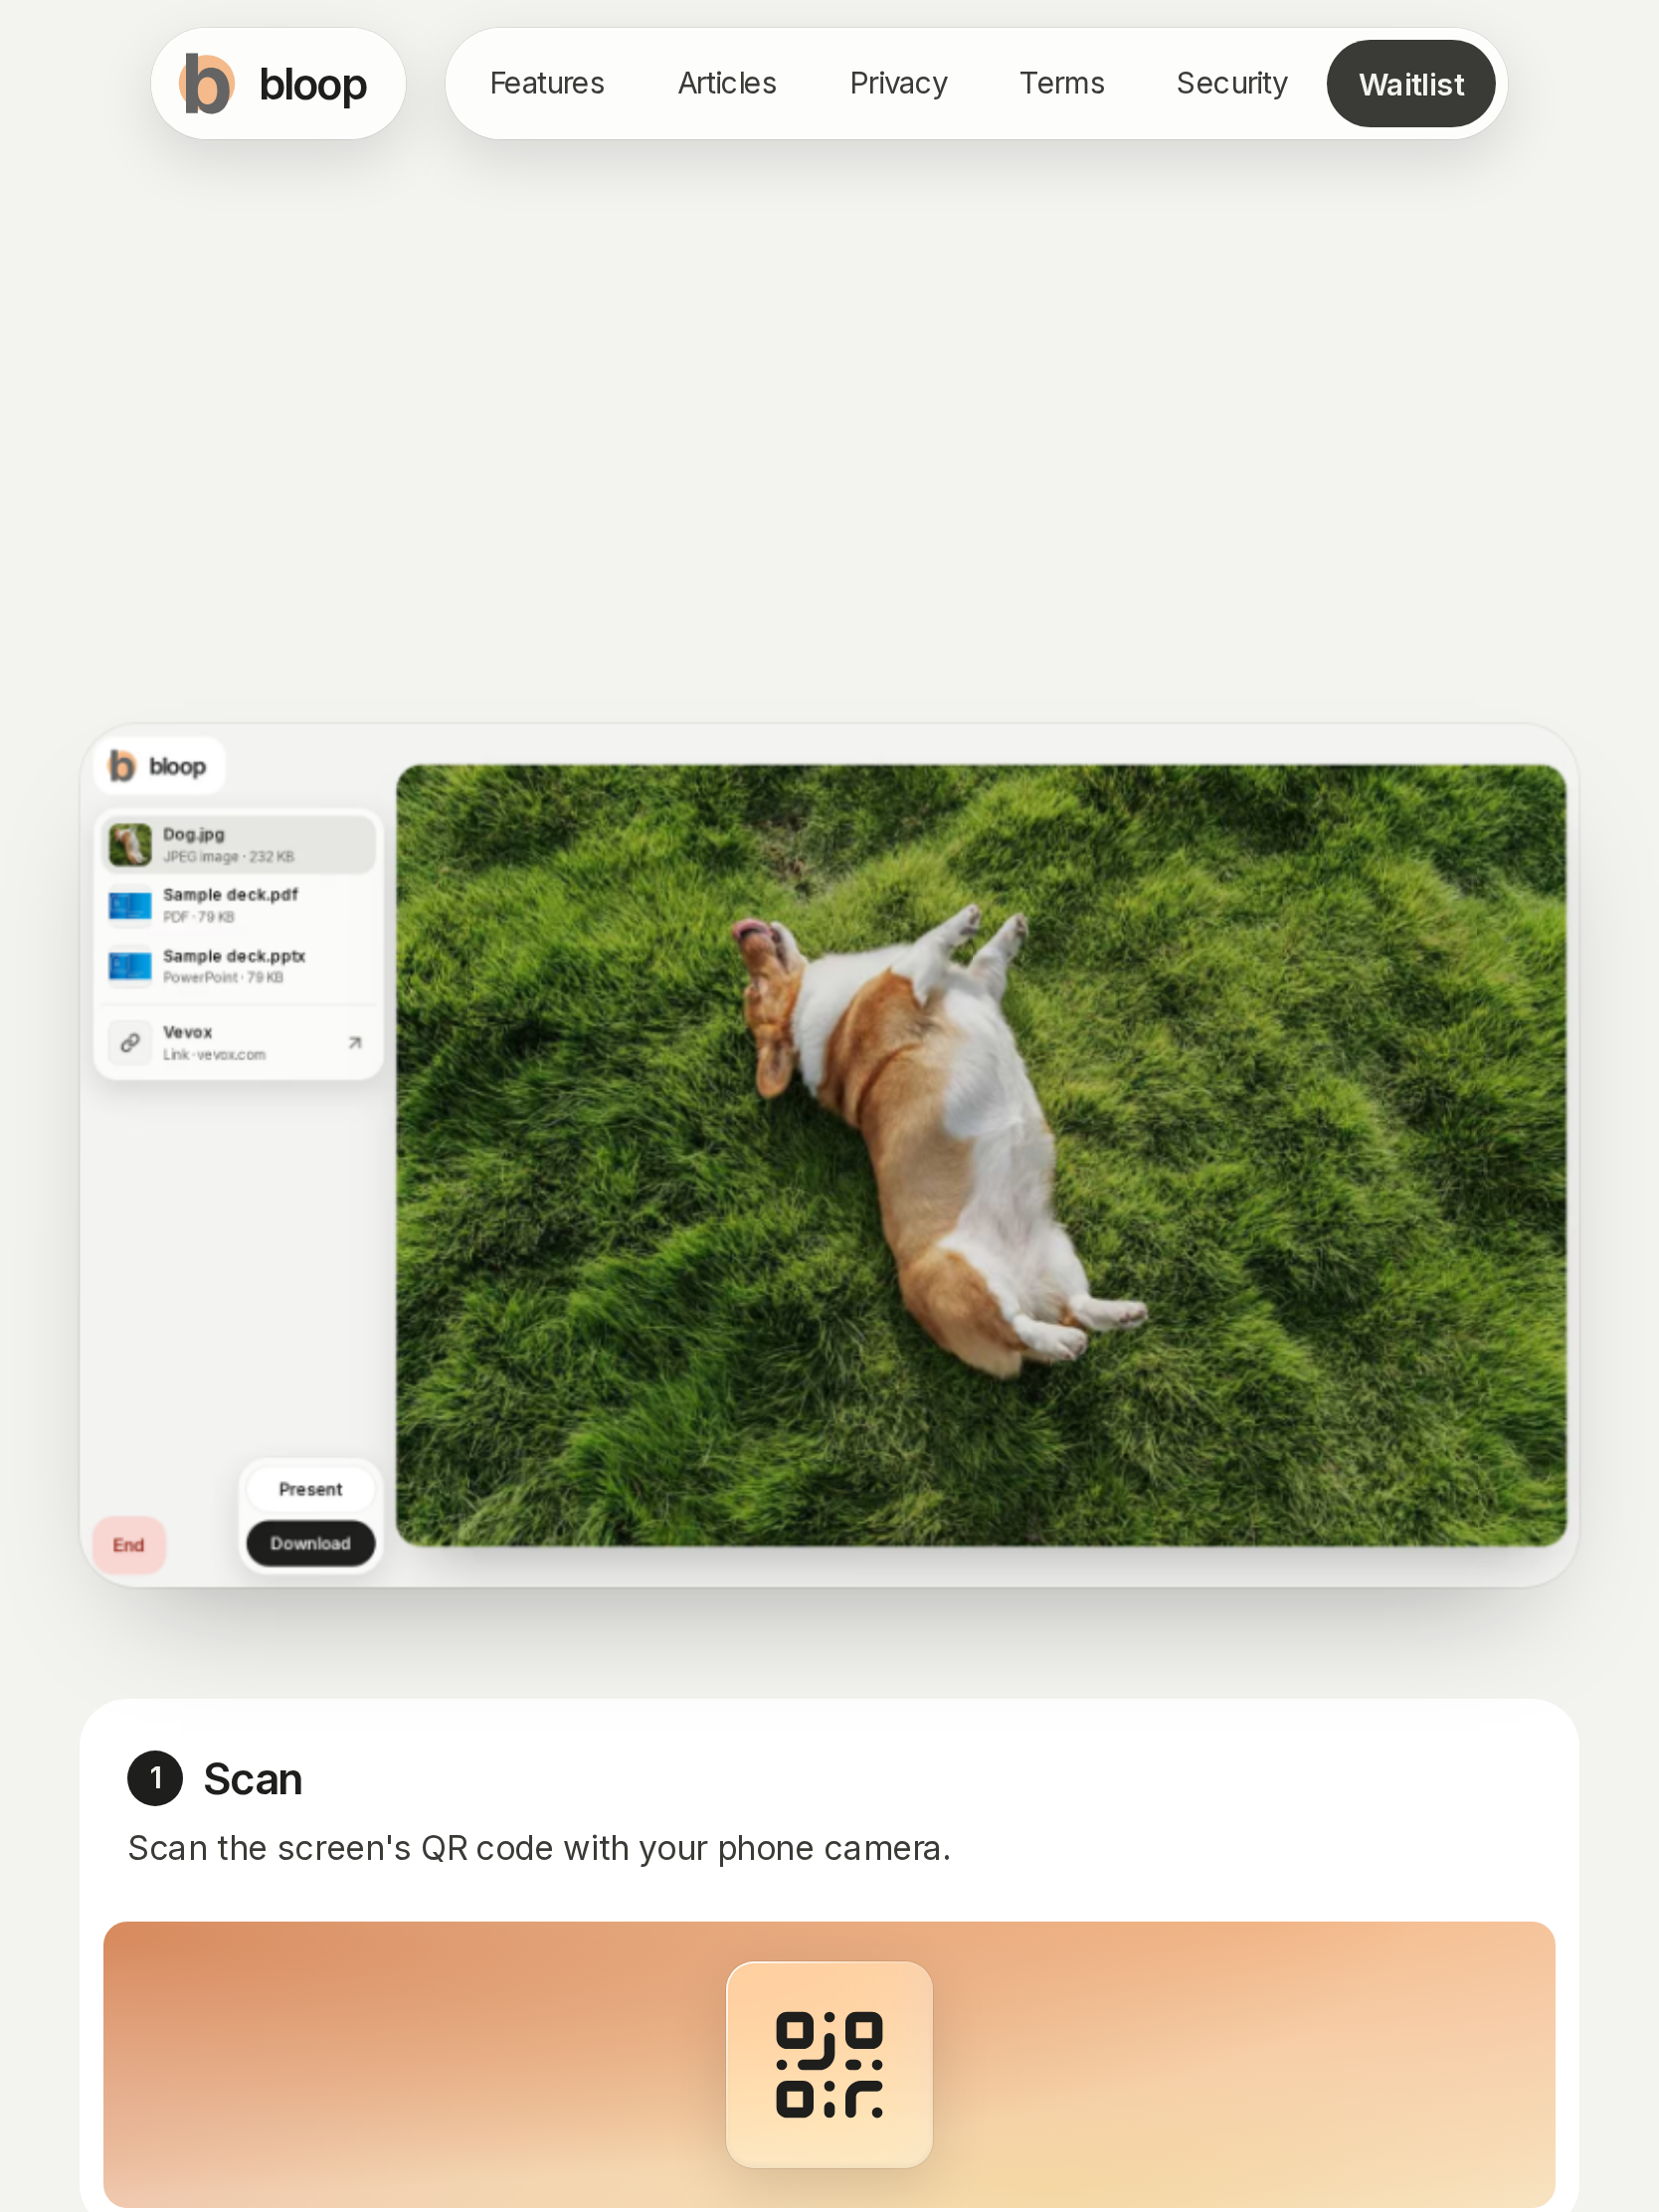 bloop
Features Articles Privacy Terms Security Waitlist
bloop
Dog.jpg
JPEG image · 232 KB
Sample deck.pdf
PDF · 79 KB
Sample deck.pptx
PowerPoint · 79 KB
Vevox
Link · vevox.com
Present
End
Download
1 Scan
Scan the screen's QR code with your phone camera.